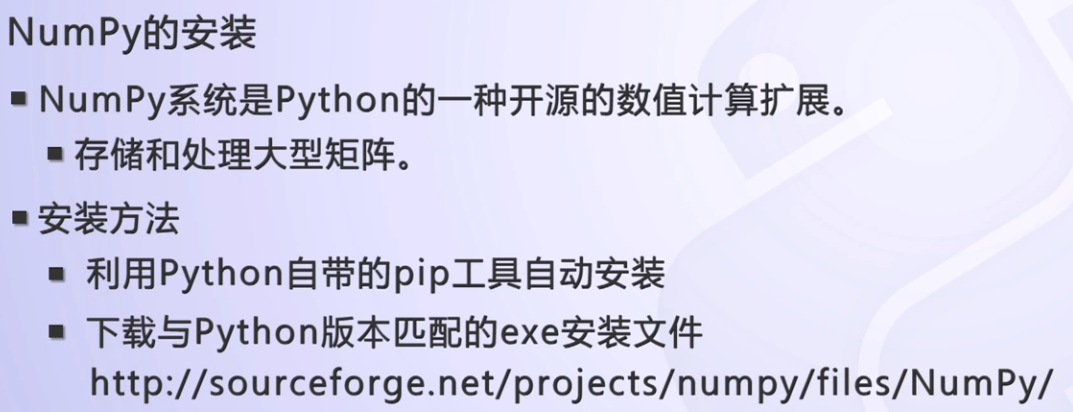 NumPy的安装
▪ NumPy系统是Python的一种开源的数值计算扩展。
▪ 存储和处理大型矩阵。
▪ 安装方法
▪ 利用Python自带的pip工具自动安装
▪ 下载与Python版本匹配的exe安装文件
http://sourceforge.net/projects/numpy/files/NumPy/